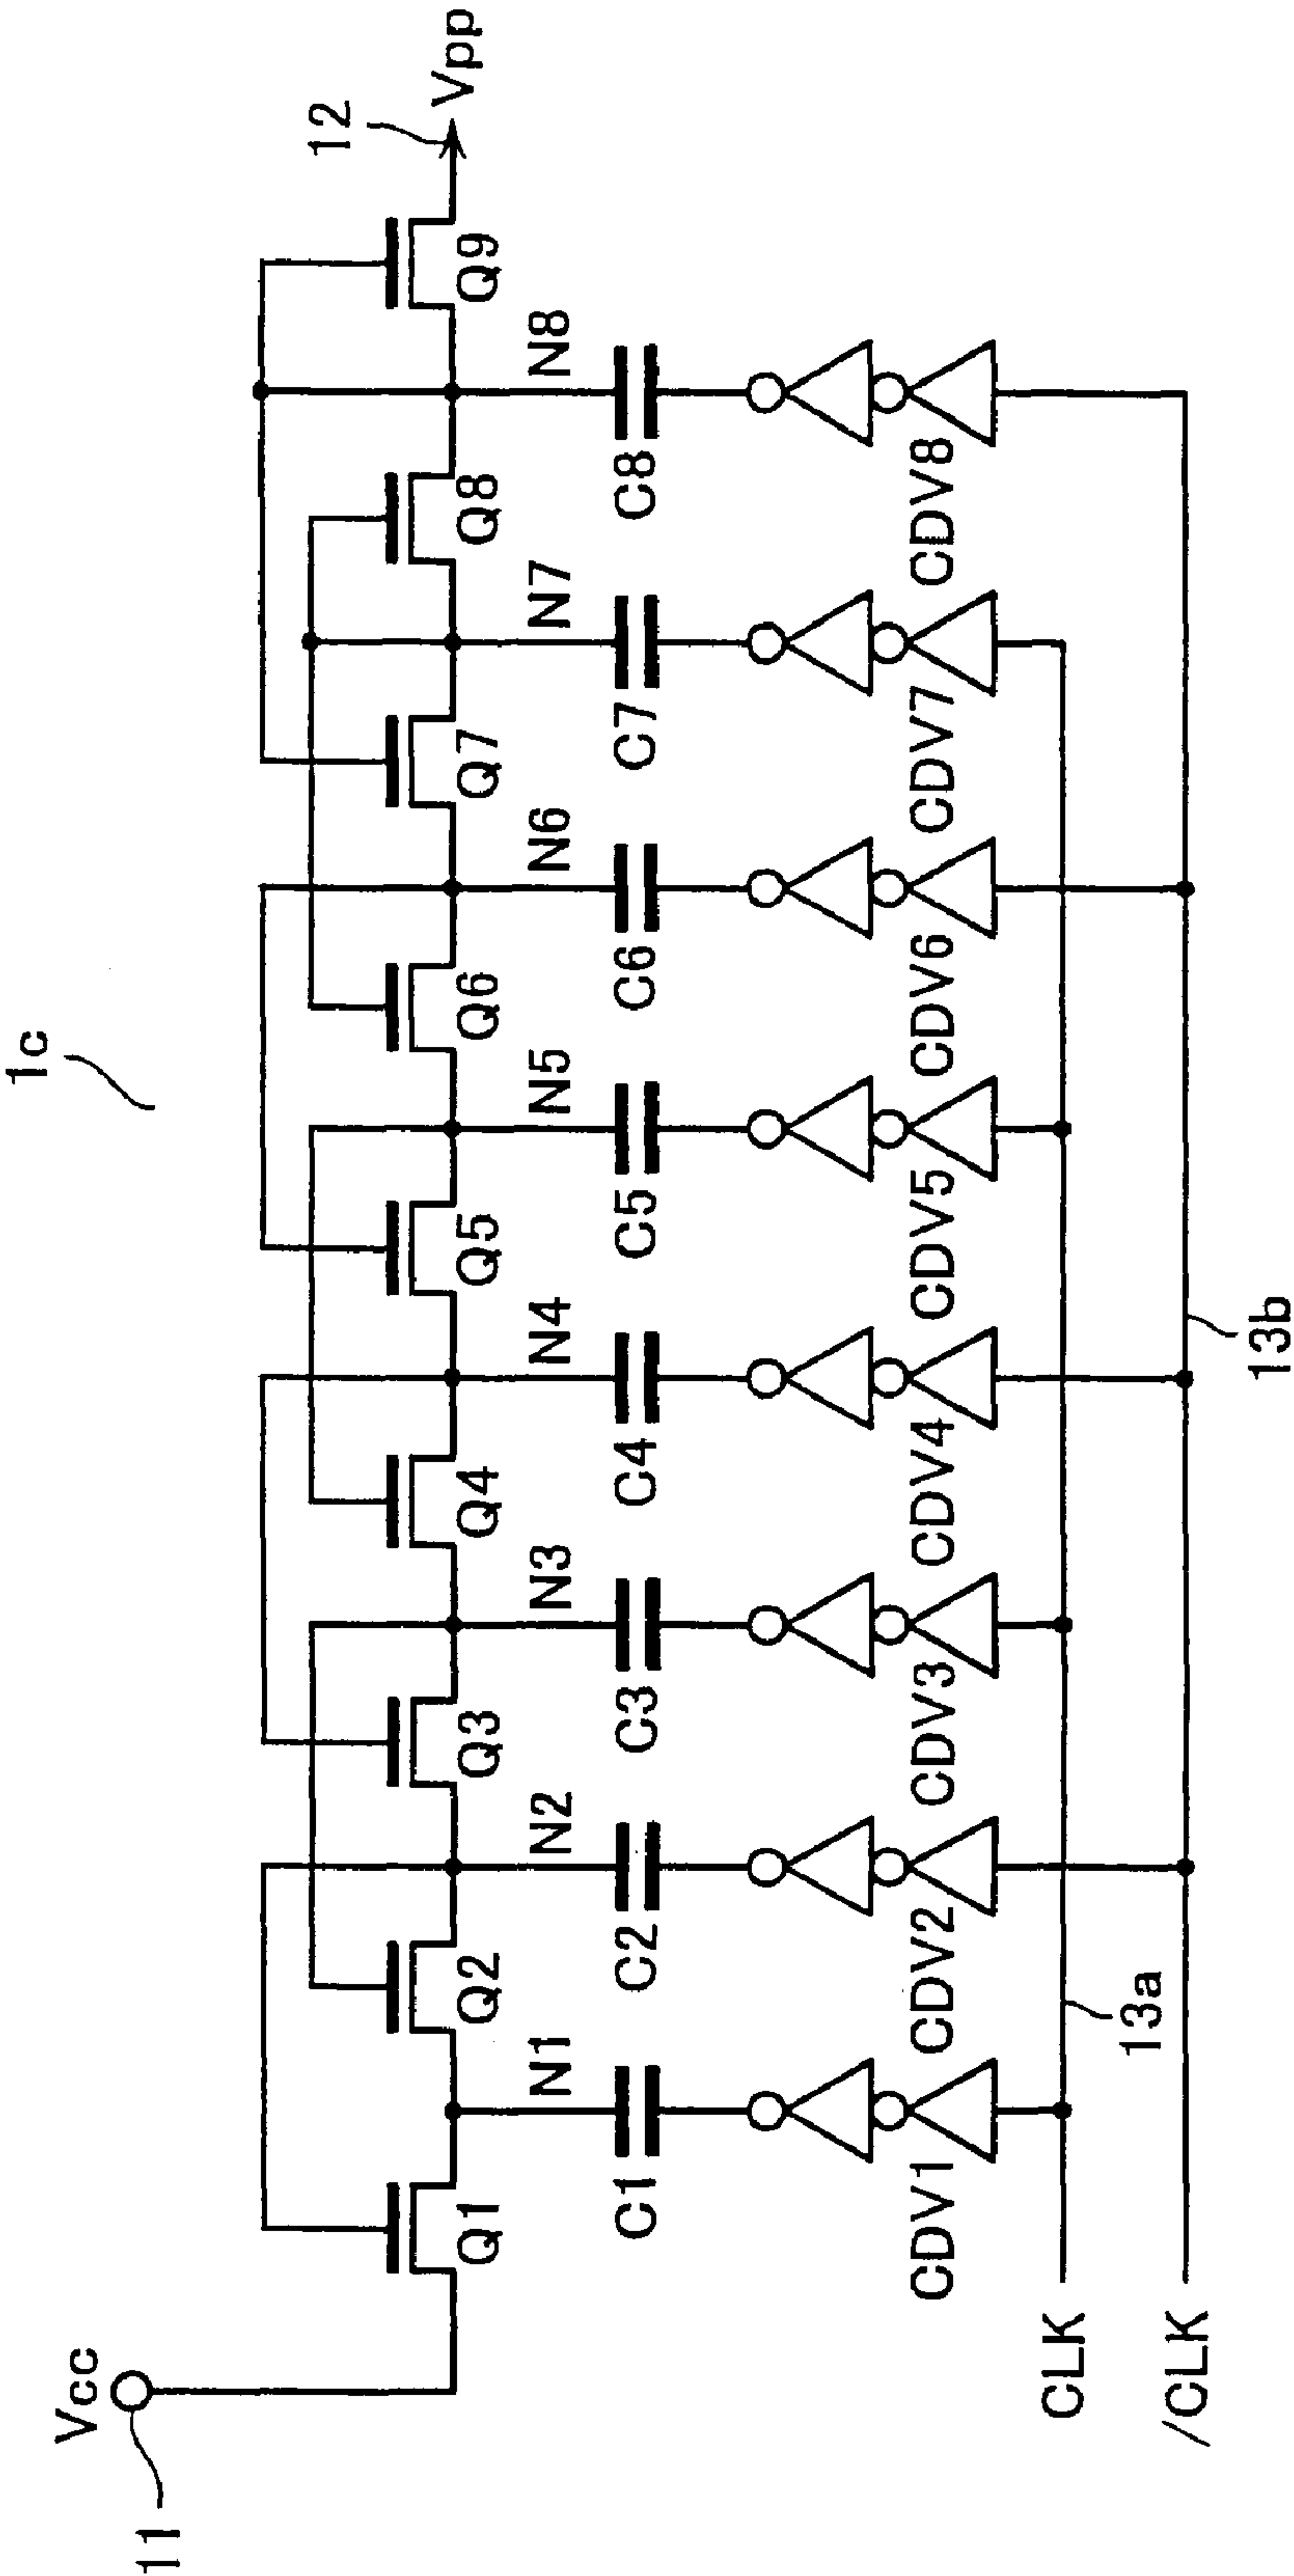 1c
11
Vcc
12
Vpp
Q1
Q2
Q3
Q4
Q5
Q6
Q7
Q8
Q9
N1
N2
N3
N4
N5
N6
N7
N8
C1
C2
C3
C4
C5
C6
C7
C8
CDV1
CDV2
CDV3
CDV4
CDV5
CDV6
CDV7
CDV8
CLK
13a
/CLK
13b